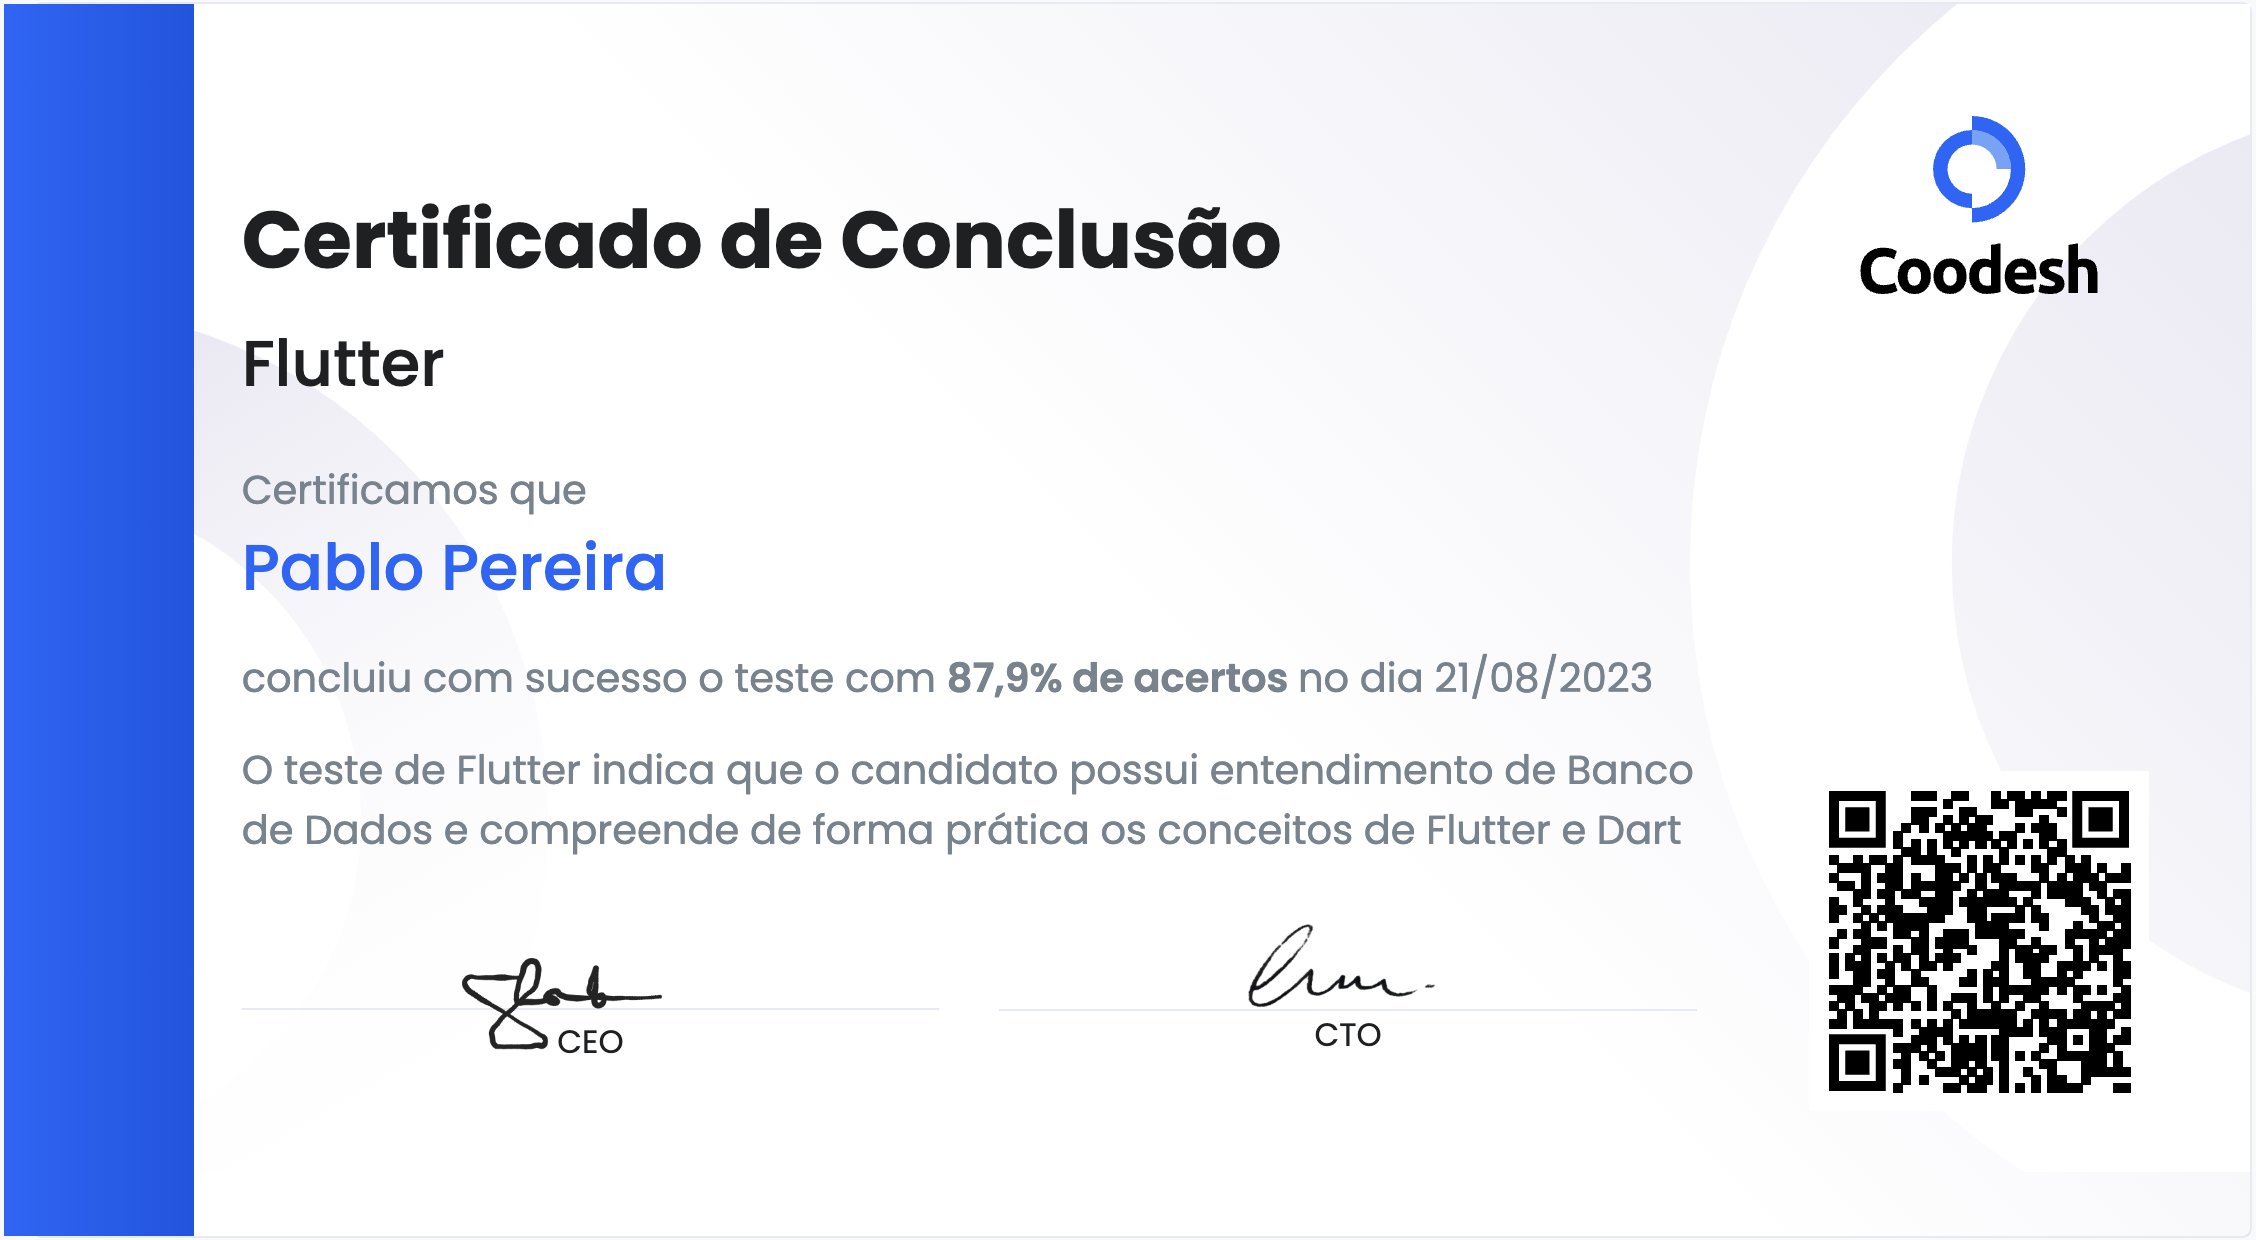 Certificado de Conclusão
Coodesh
Flutter
Certificamos que
Pablo Pereira
concluiu com sucesso o teste com 87,9% de acertos no dia 21/08/2023
O teste de Flutter indica que o candidato possui entendimento de Banco
de Dados e compreende de forma prática os conceitos de Flutter e Dart
CEO
CTO